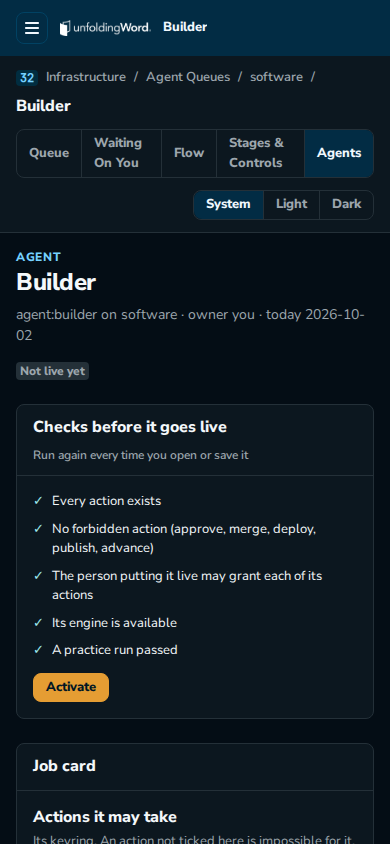 unfoldingWord. Builder
32 Infrastructure / Agent Queues / software /
Builder
Queue
Waiting
On You
Flow
Stages &
Controls
Agents
System Light Dark
AGENT
Builder
agent:builder on software · owner you · today 2026-10-
02
Not live yet
Checks before it goes live
Run again every time you open or save it
✓ Every action exists
✓ No forbidden action (approve, merge, deploy,
publish, advance)
✓ The person putting it live may grant each of its
actions
✓ Its engine is available
✓ A practice run passed
Activate
Job card
Actions it may take
Its keyring. An action not ticked here is impossible for it